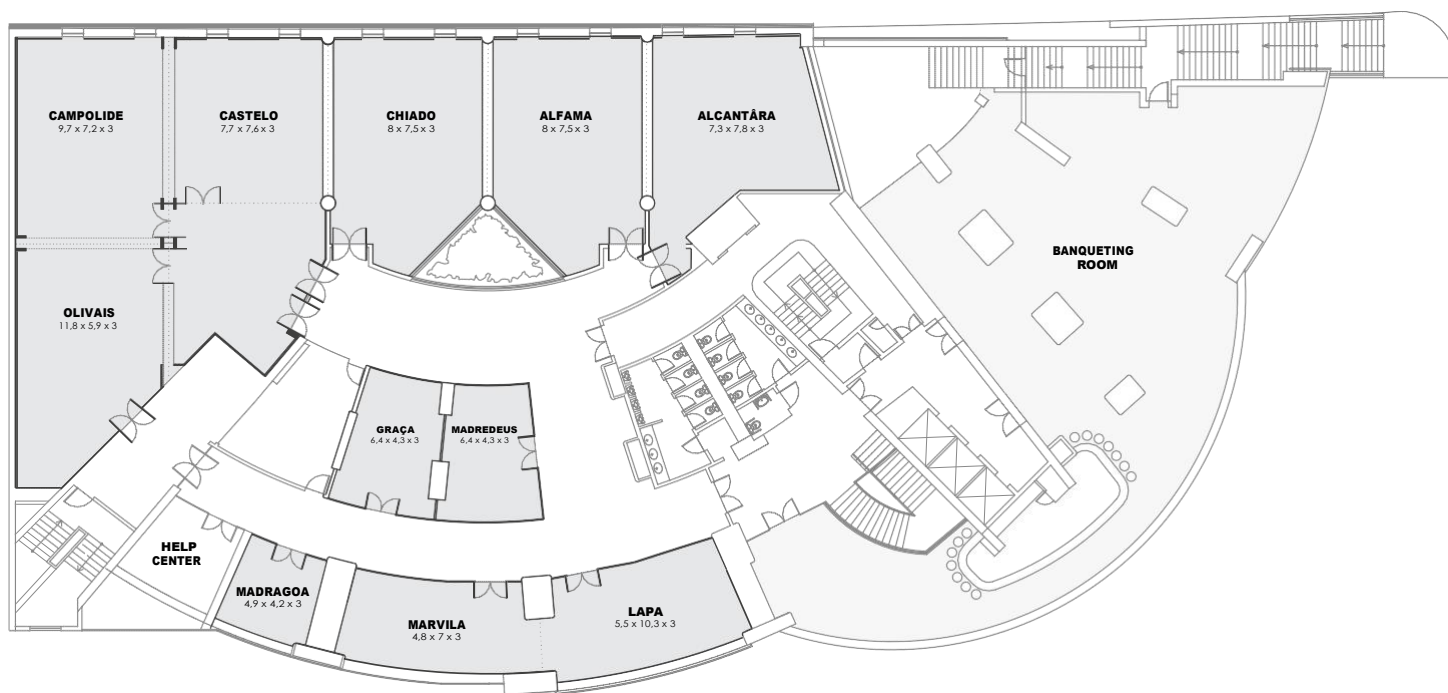 CAMPOLIDE
9,7 x 7,2 x 3
CASTELO
7,7 x 7,6 x 3
CHIADO
8 x 7,5 x 3
ALFAMA
8 x 7,5 x 3
ALCANTÂRA
7,3 x 7,8 x 3
BANQUETING
ROOM
OLIVAIS
11,8 x 5,9 x 3
GRAÇA
6,4 x 4,3 x 3
MADREDEUS
6,4 x 4,3 x 3
HELP
CENTER
MADRAGOA
4,9 x 4,2 x 3
MARVILA
4,8 x 7 x 3
LAPA
5,5 x 10,3 x 3